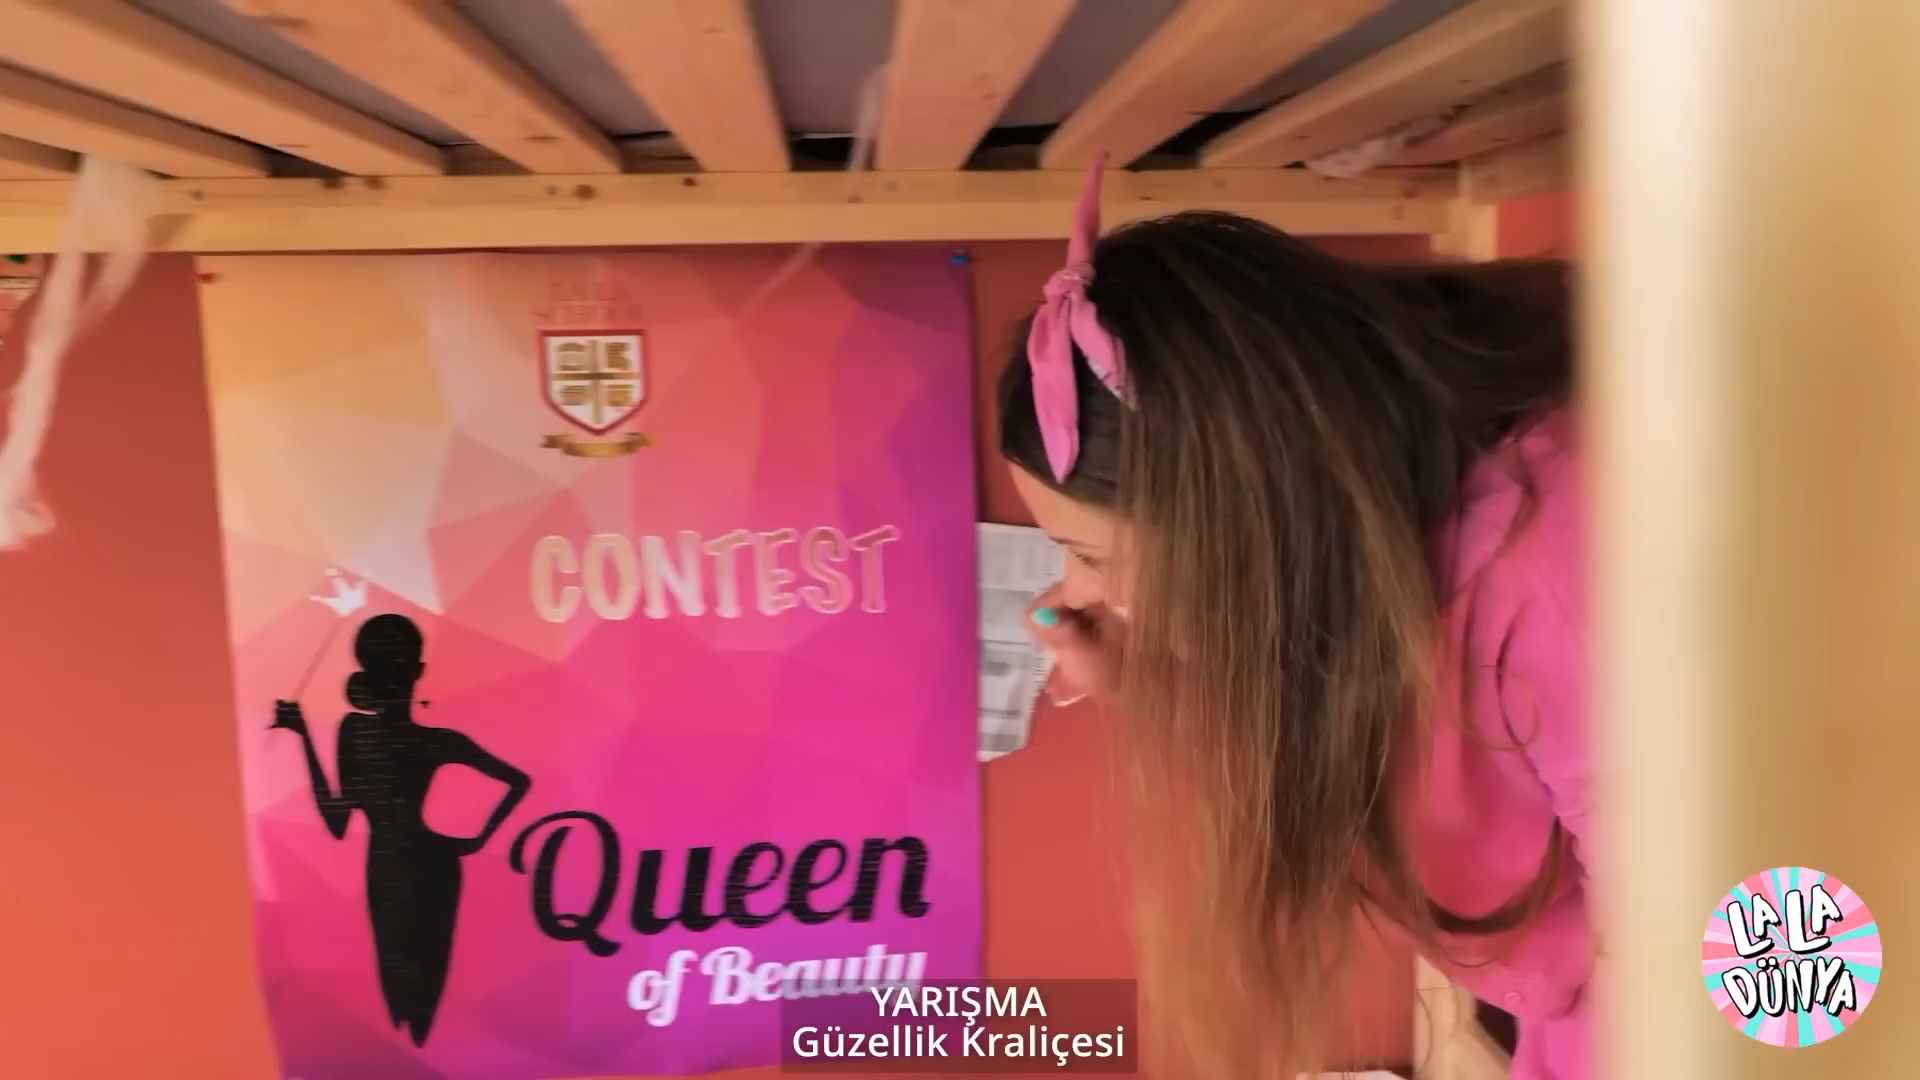 CONTEST
Queen
of Beauty
YARIŞMA
Güzellik Kraliçesi
LA LA
DÜNYA